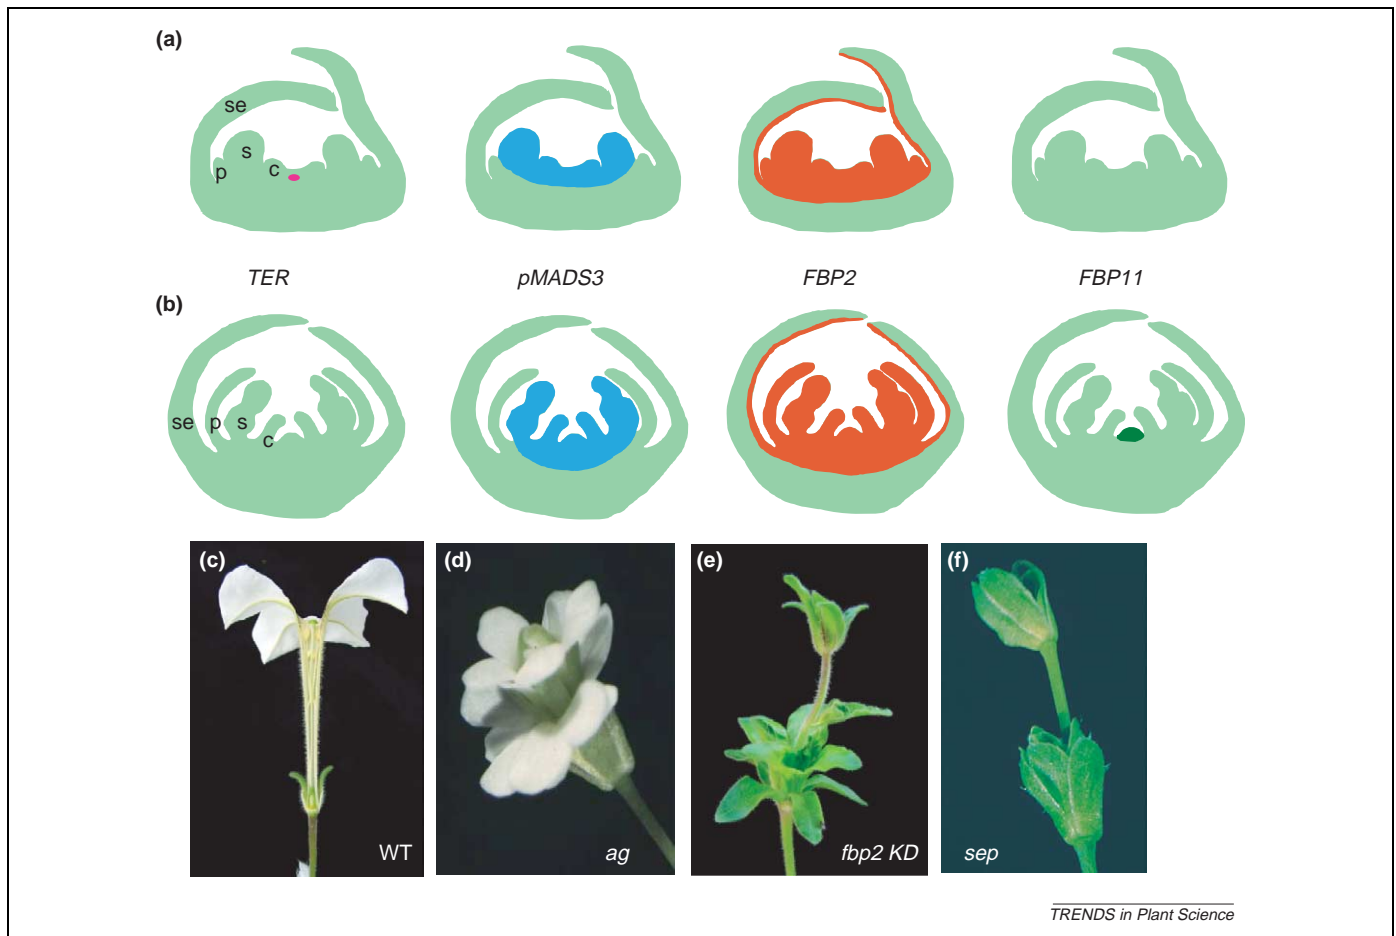 (a)
se
s
p
c
TER pMADS3 FBP2 FBP11
(b)
se p s
c
(c) (d) (e) (f)
WT ag fbp2 KD sep
TRENDS in Plant Science